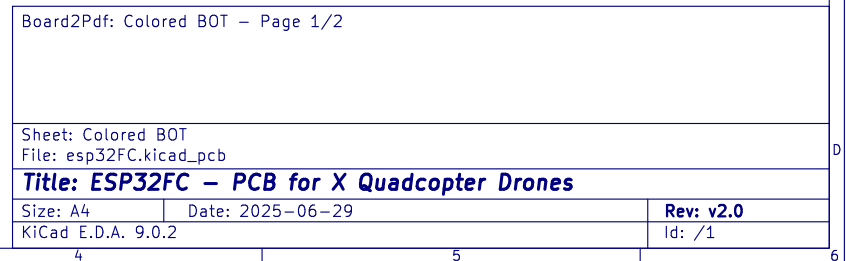 Board2Pdf: Colored BOT – Page 1/2
Sheet: Colored BOT
File: esp32FC.kicad_pcb
D
Title: ESP32FC – PCB for X Quadcopter Drones
Size: A4 Date: 2025-06-29 Rev: v2.0
KiCad E.D.A. 9.0.2 Id: /1
4 5 6